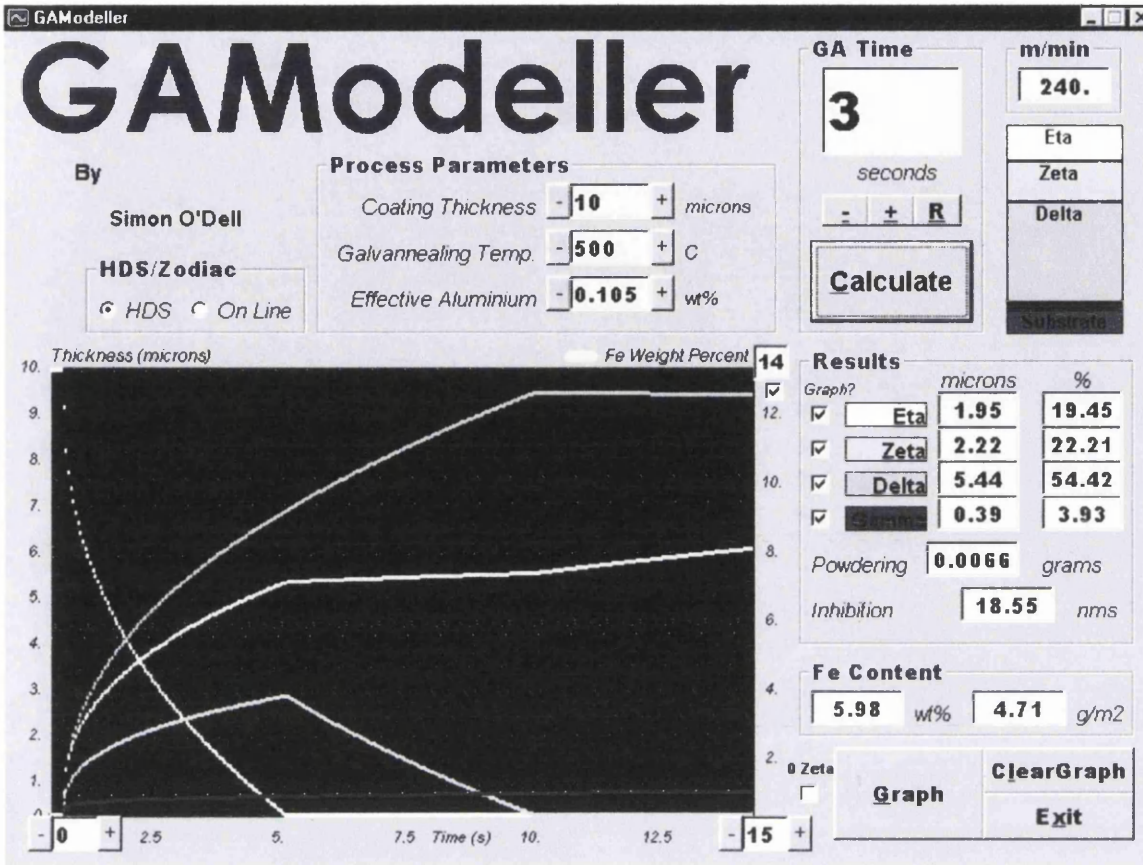 GAModeller
GAModeller
By
Simon O'Dell
HDS/Zodiac
HDS On Line
Process Parameters
Coating Thickness - 10 + microns
Galvannealing Temp. - 500 + C
Effective Aluminium - 0.105 + wt%
GA Time
3
seconds
- + R
Calculate
m/min
240.
Eta
Zeta
Delta
Substrate
Thickness (microns)
Fe Weight Percent 14
10.
9.
8.
7.
6.
5.
4.
3.
2.
1.
0
12.
10.
8.
6.
4.
2.
- 0 + 2.5 5. 7.5 Time (s) 10. 12.5 - 15 +
Results
Graph? microns %
Eta 1.95 19.45
Zeta 2.22 22.21
Delta 5.44 54.42
Gamma 0.39 3.93
Powdering 0.0066 grams
Inhibition 18.55 nms
Fe Content
5.98 wt% 4.71 g/m2
0 Zeta
Graph
ClearGraph
Exit